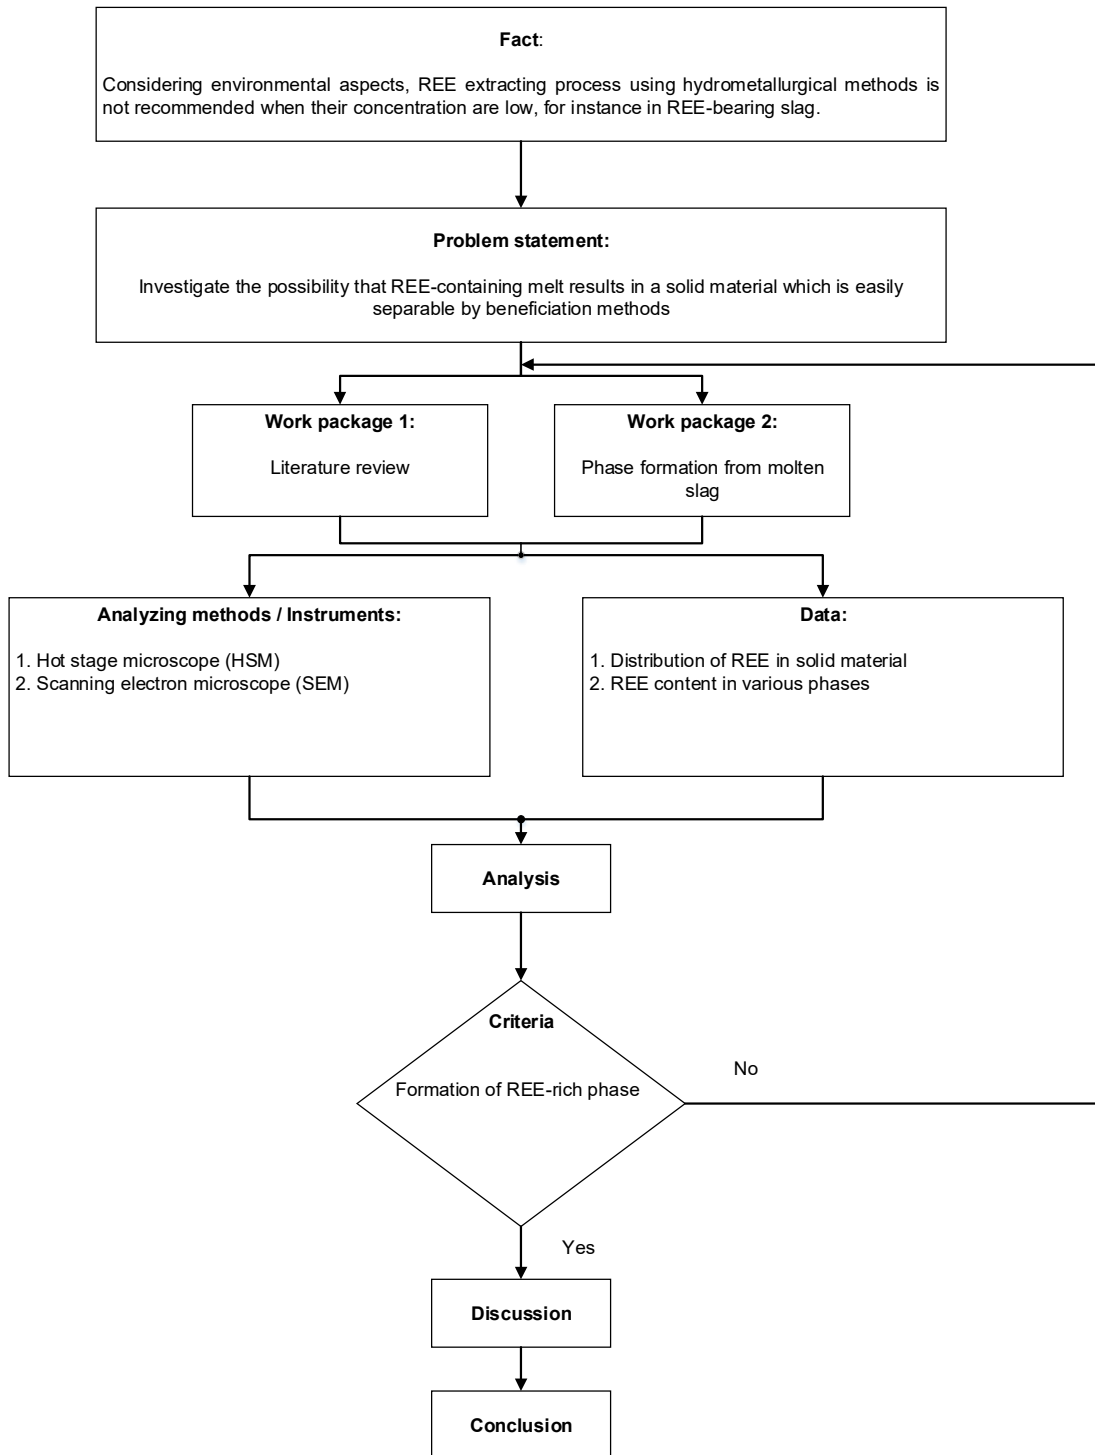 Fact:
Considering environmental aspects, REE extracting process using hydrometallurgical methods is
not recommended when their concentration are low, for instance in REE-bearing slag.
Problem statement:
Investigate the possibility that REE-containing melt results in a solid material which is easily
separable by beneficiation methods
Work package 1:
Literature review
Work package 2:
Phase formation from molten
slag
Analyzing methods / Instruments:
1. Hot stage microscope (HSM)
2. Scanning electron microscope (SEM)
Data:
1. Distribution of REE in solid material
2. REE content in various phases
Analysis
Criteria
Formation of REE-rich phase
No
Yes
Discussion
Conclusion